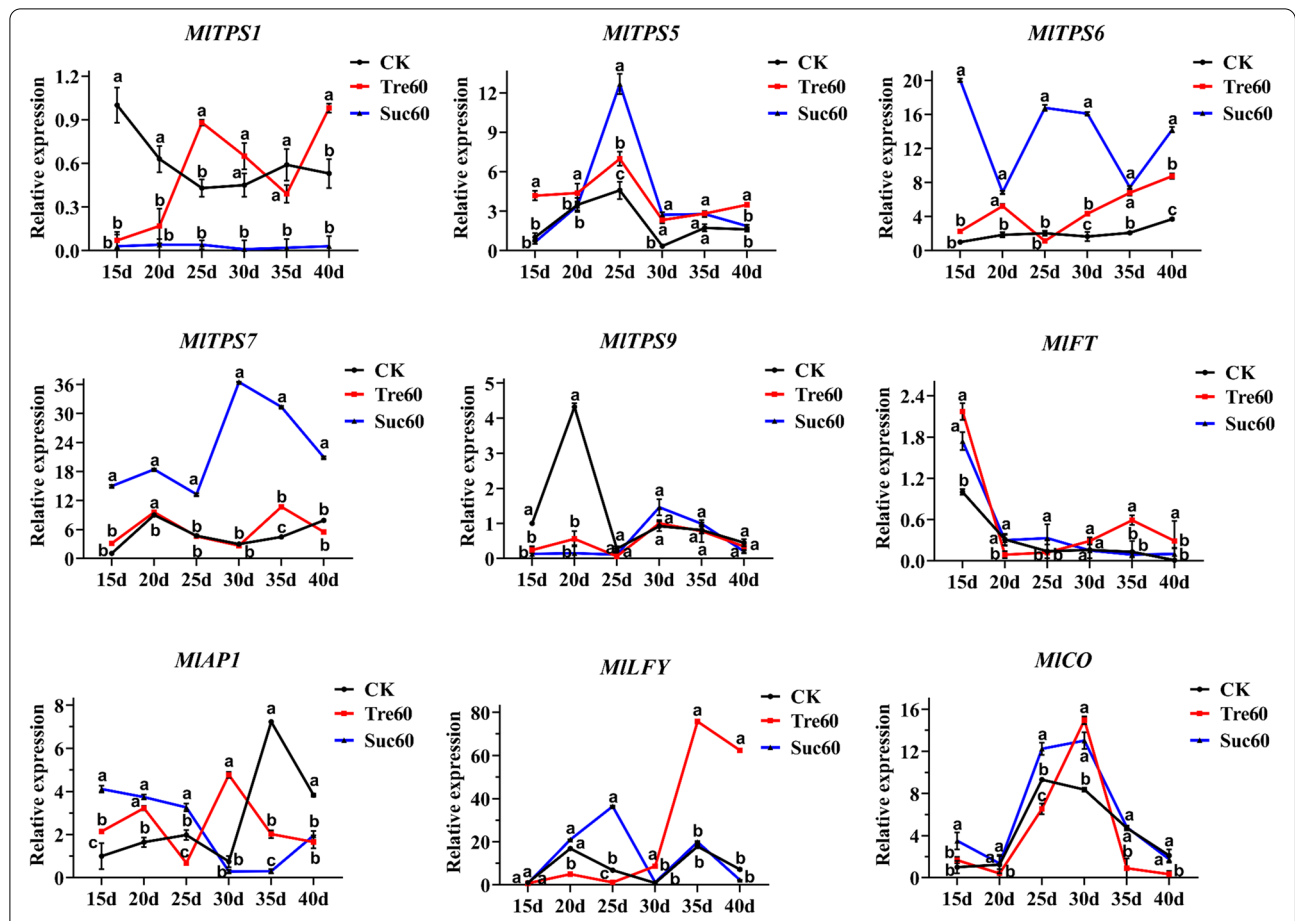 MlTPS1
Relative expression
CK
Tre60
Suc60
1.2
0.9
0.6
0.3
0.0
a a a a a a
b b b b
b b b b b b
15d 20d 25d 30d 35d 40d
MlTPS5
Relative expression
CK
Tre60
Suc60
12
9
6
3
0
a a a a a a
b b b b b
b b c b a b
15d 20d 25d 30d 35d 40d
MlTPS6
Relative expression
CK
Tre60
Suc60
20
16
12
8
4
0
a a a a a a
b a b b a b
b b b c b c
15d 20d 25d 30d 35d 40d
MlTPS7
Relative expression
CK
Tre60
Suc60
36
30
24
18
12
6
0
a a a a a a
b b b b b
b b b b c b
15d 20d 25d 30d 35d 40d
MlTPS9
Relative expression
CK
Tre60
Suc60
5
4
3
2
1
0
a a a a a a
b b a a a
b b a a a a
15d 20d 25d 30d 35d 40d
MlFT
Relative expression
CK
Tre60
Suc60
2.4
1.8
1.2
0.6
0.0
a a a a a a
a a b a b b
b b b a b b
15d 20d 25d 30d 35d 40d
MlAP1
Relative expression
CK
Tre60
Suc60
8
6
4
2
0
a a a a a a
b a b b b b
c b b b c b
15d 20d 25d 30d 35d 40d
MlLFY
Relative expression
CK
Tre60
Suc60
80
60
40
20
0
a a a a a a
a a b b b b
a b c b b b
15d 20d 25d 30d 35d 40d
MlCO
Relative expression
CK
Tre60
Suc60
16
12
8
4
0
a a a a a a
b a b a a a
b b c b b b
15d 20d 25d 30d 35d 40d